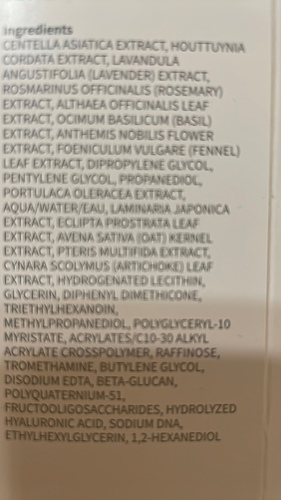 Ingredients
CENTELLA ASIATICA EXTRACT, HOUTTUYNIA
CORDATA EXTRACT, LAVANDULA
ANGUSTIFOLIA (LAVENDER) EXTRACT,
ROSMARINUS OFFICINALIS (ROSEMARY)
EXTRACT, ALTHAEA OFFICINALIS LEAF
EXTRACT, OCIMUM BASILICUM (BASIL)
EXTRACT, ANTHEMIS NOBILIS FLOWER
EXTRACT, FOENICULUM VULGARE (FENNEL)
LEAF EXTRACT, DIPROPYLENE GLYCOL,
PENTYLENE GLYCOL, PROPANEDIOL,
PORTULACA OLERACEA EXTRACT,
AQUA/WATER/EAU, LAMINARIA JAPONICA
EXTRACT, ECLIPTA PROSTRATA LEAF
EXTRACT, AVENA SATIVA (OAT) KERNEL
EXTRACT, PTERIS MULTIFIDA EXTRACT,
CYNARA SCOLYMUS (ARTICHOKE) LEAF
EXTRACT, HYDROGENATED LECITHIN,
GLYCERIN, DIPHENYL DIMETHICONE,
TRIETHYLHEXANOIN,
METHYLPROPANEDIOL, POLYGLYCERYL-10
MYRISTATE, ACRYLATES/C10-30 ALKYL
ACRYLATE CROSSPOLYMER, RAFFINOSE,
TROMETHAMINE, BUTYLENE GLYCOL,
DISODIUM EDTA, BETA-GLUCAN,
POLYQUATERNIUM-51,
FRUCTOOLIGOSACCHARIDES, HYDROLYZED
HYALURONIC ACID, SODIUM DNA,
ETHYLHEXYLGLYCERIN, 1,2-HEXANEDIOL